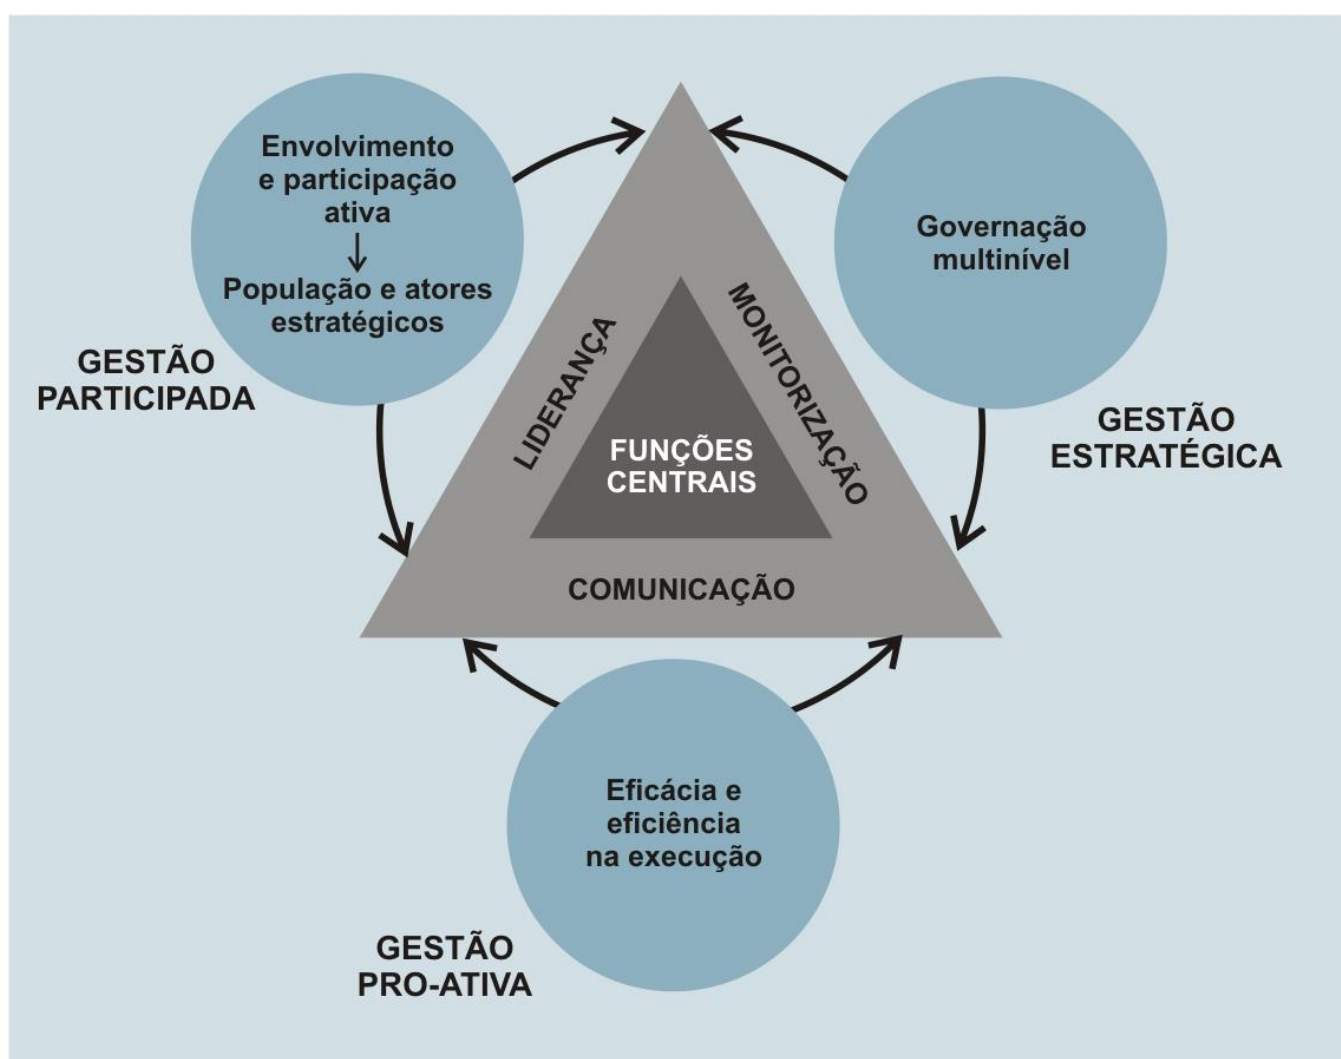 Envolvimento
e participação
ativa
População e atores
estratégicos
GESTÃO
PARTICIPADA
Governação
multinível
GESTÃO
ESTRATÉGICA
LIDERANÇA
MONITORIZAÇÃO
FUNÇÕES
CENTRAIS
COMUNICAÇÃO
Eficácia e
eficiência
na execução
GESTÃO
PRO-ATIVA